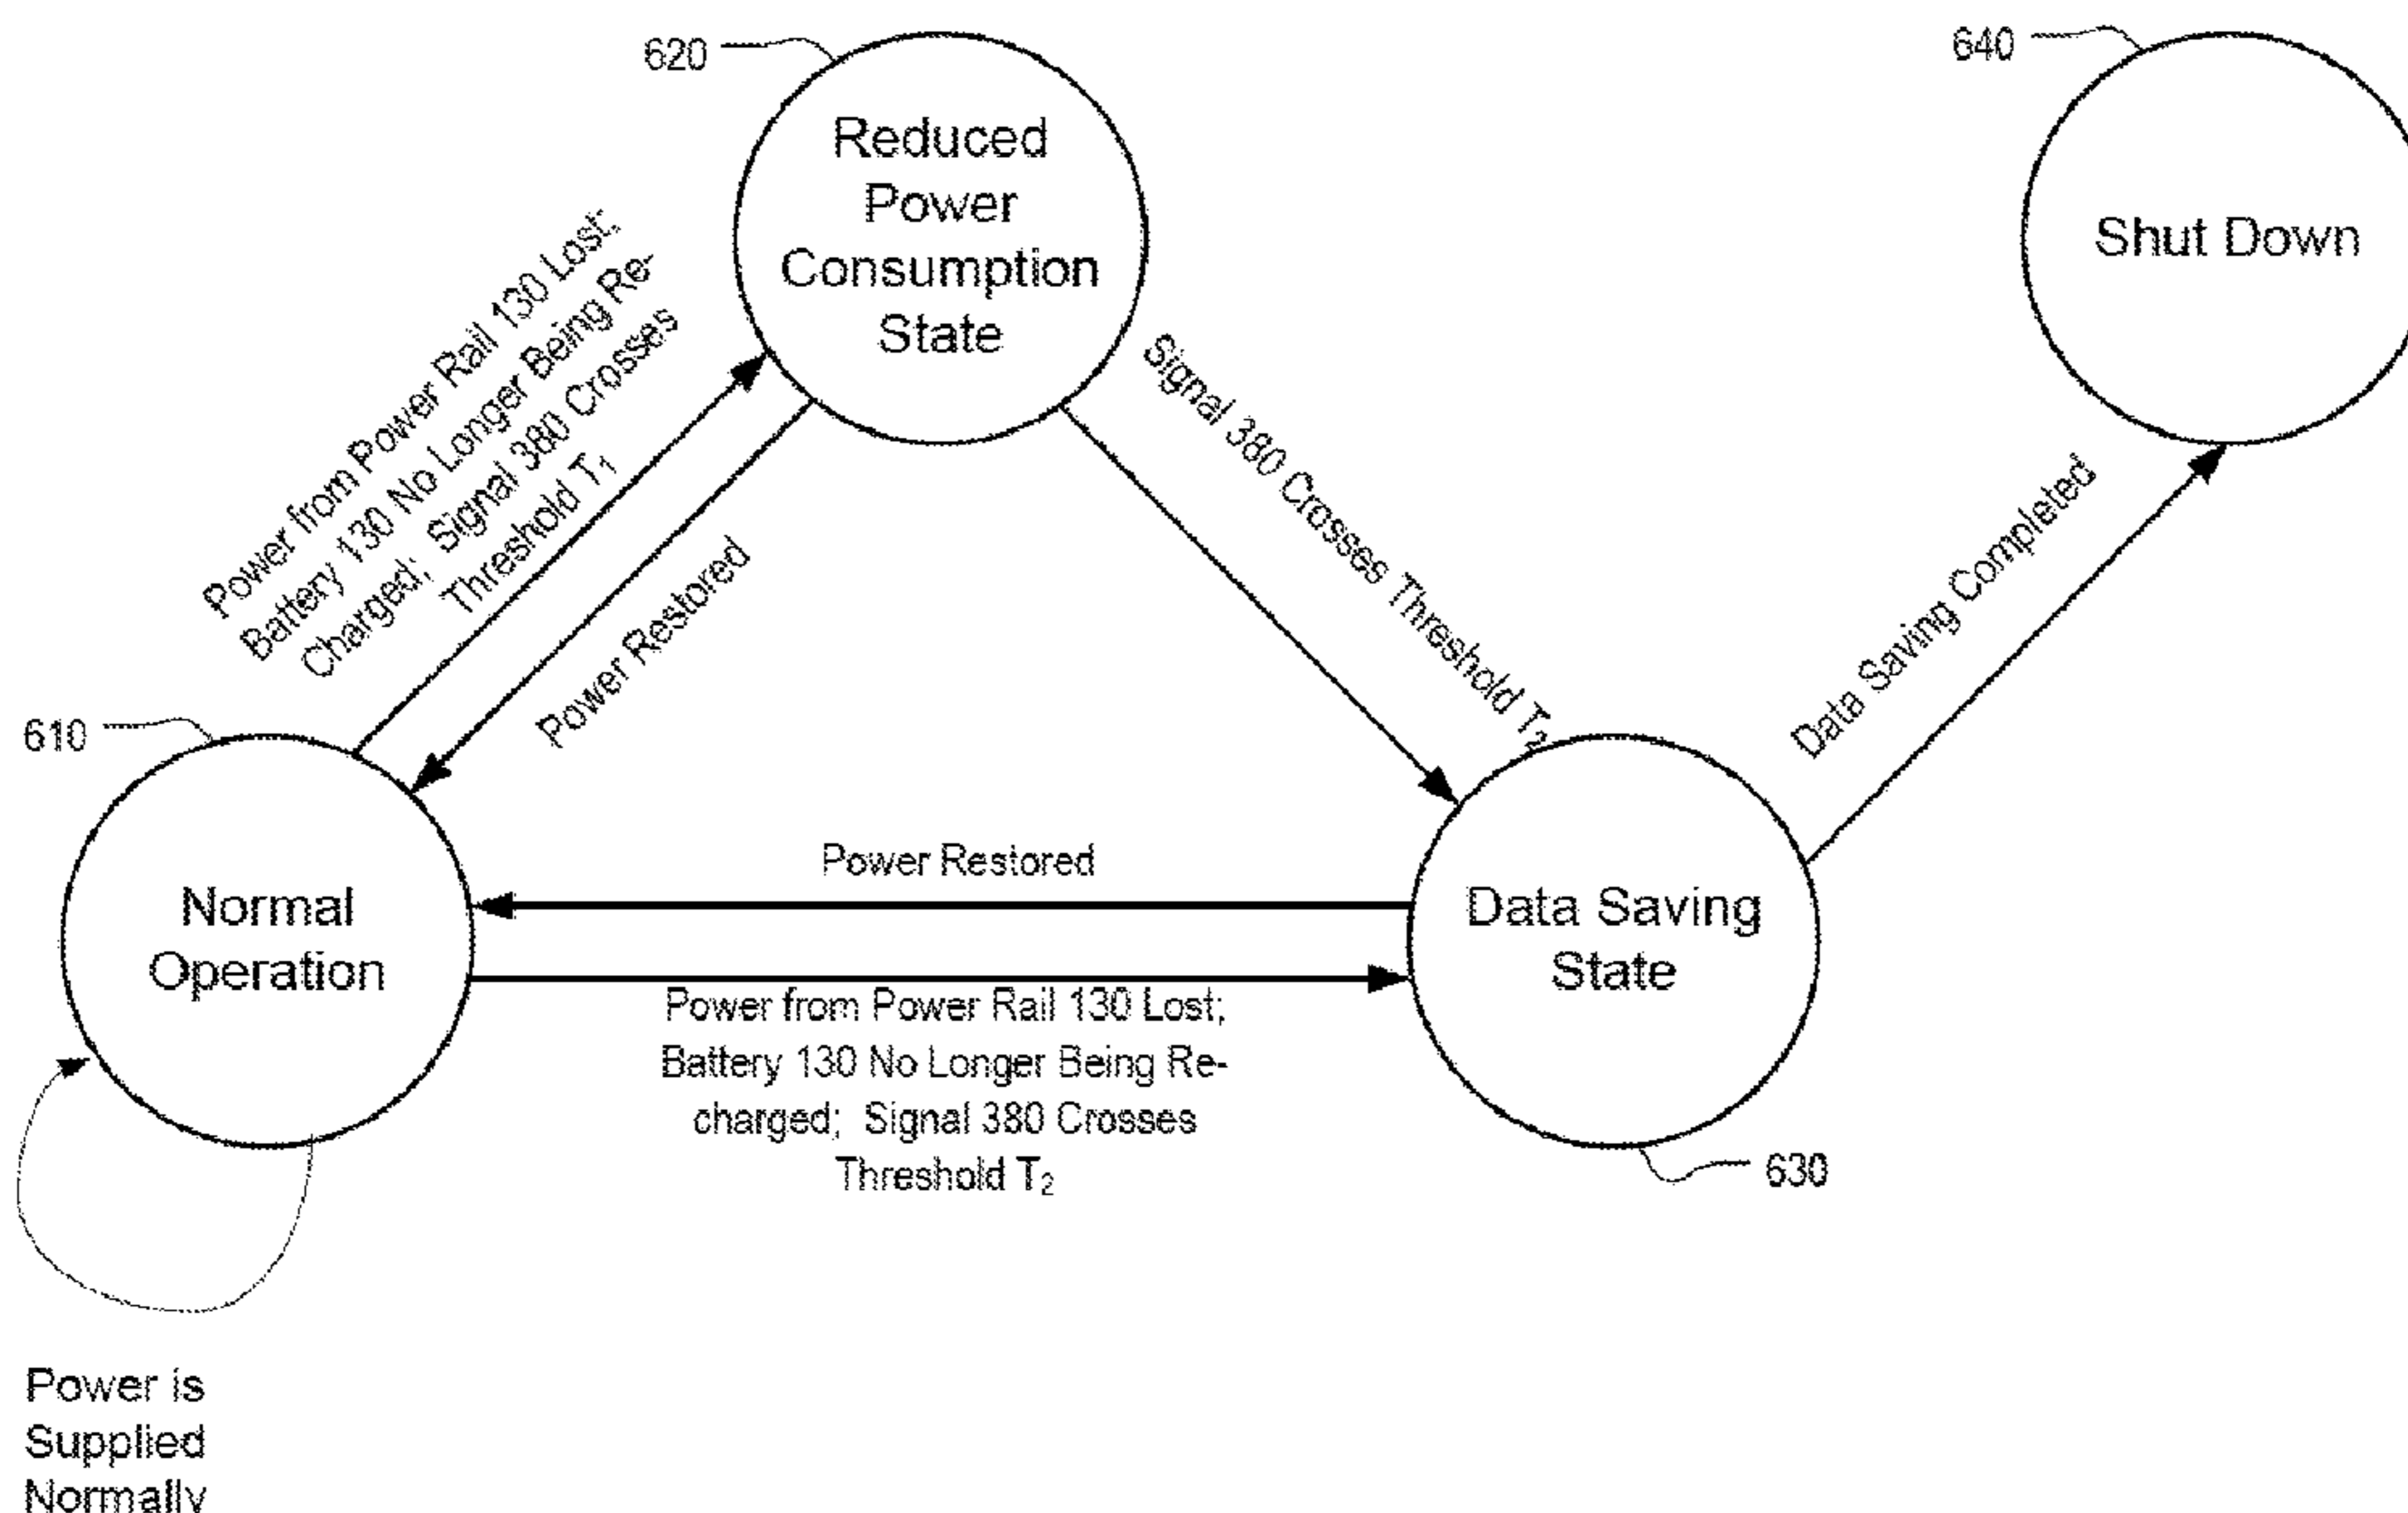 620
Reduced
Power
Consumption
State
640
Shut Down
Power from Power Rail 130 Lost;
Battery 130 No Longer Being Re-
Charged; Signal 380 Crosses
Threshold T₁
Power Restored
Signal 380 Crosses Threshold T₂
Data Saving Completed
610
Normal
Operation
Power Restored
Power from Power Rail 130 Lost;
Battery 130 No Longer Being Re-
charged; Signal 380 Crosses
Threshold T₂
Data Saving
State
630
Power is
Supplied
Normally